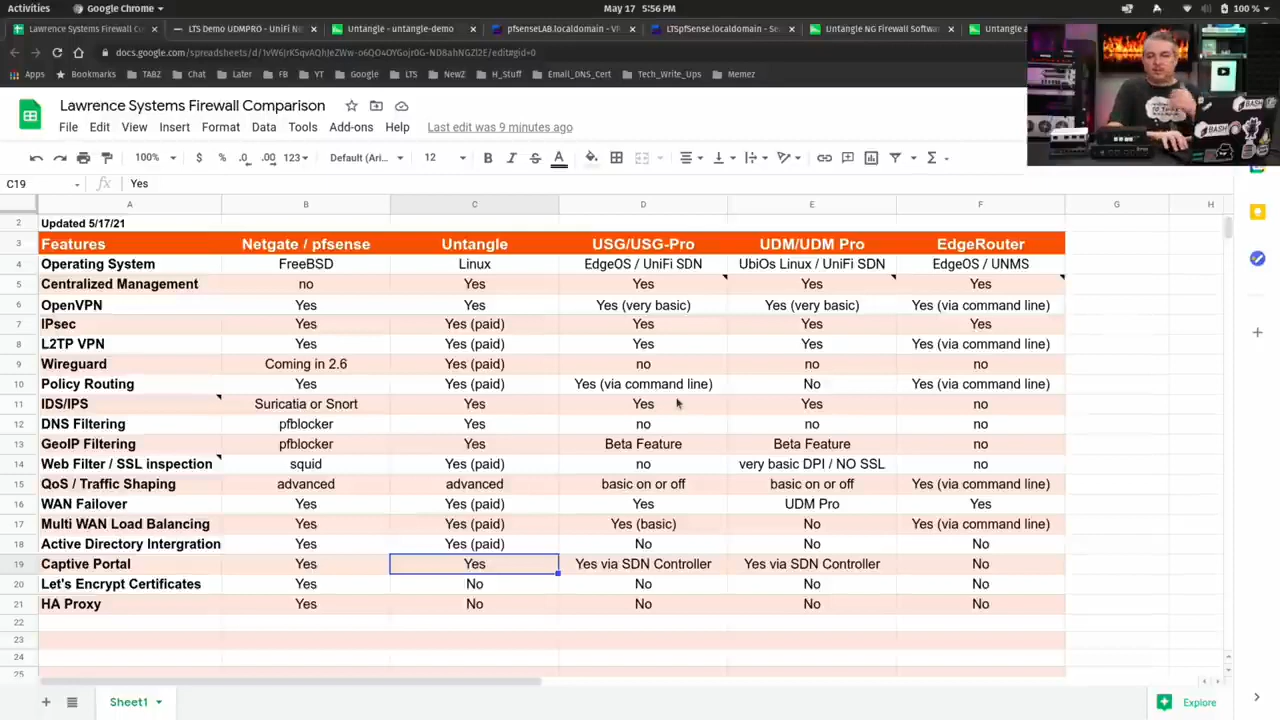 Activities
Google Chrome
May 17 5:56 PM
100 %
Lawrence Systems Firewall C
LTS Demo UDMPRO - UniFi N
Untangle - untangle-demo
pfsenseLAB.localdomain - V
LTSpfSense.localdomain - Se
Untangle NG Firewall Softwa
Untangle
Apps
Bookmarks
TABZ
Chat
Later
FB
YT
Google
LTS
NewZ
H_Stuff
Email_DNS_Cert
Tech_Write_Ups
Memez
Lawrence Systems Firewall Comparison
File Edit View Insert Format Data Tools Add-ons Help Last edit was 9 minutes ago
100% $ % .0 .00 123 Default (Ari... 12 B I S A
C19 fx Yes
A B C D E F G H
2 Updated 5/17/21
3 Features Netgate / pfsense Untangle USG/USG-Pro UDM/UDM Pro EdgeRouter
4 Operating System FreeBSD Linux EdgeOS / UniFi SDN UbiOs Linux / UniFi SDN EdgeOS / UNMS
5 Centralized Management no Yes Yes Yes Yes
6 OpenVPN Yes Yes Yes (very basic) Yes (very basic) Yes (via command line)
7 IPsec Yes Yes (paid) Yes Yes Yes
8 L2TP VPN Yes Yes (paid) Yes Yes Yes (via command line)
9 Wireguard Coming in 2.6 Yes (paid) no no no
10 Policy Routing Yes Yes (paid) Yes (via command line) No Yes (via command line)
11 IDS/IPS Suricatia or Snort Yes Yes Yes no
12 DNS Filtering pfblocker Yes no no no
13 GeoIP Filtering pfblocker Yes Beta Feature Beta Feature no
14 Web Filter / SSL inspection squid Yes (paid) no very basic DPI / NO SSL no
15 QoS / Traffic Shaping advanced advanced basic on or off basic on or off Yes (via command line)
16 WAN Failover Yes Yes (paid) Yes UDM Pro Yes
17 Multi WAN Load Balancing Yes Yes (paid) Yes (basic) No Yes (via command line)
18 Active Directory Intergration Yes Yes (paid) No No No
19 Captive Portal Yes Yes Yes via SDN Controller Yes via SDN Controller No
20 Let's Encrypt Certificates Yes No No No No
21 HA Proxy Yes No No No No
22
23
24
25
Sheet1
Explore